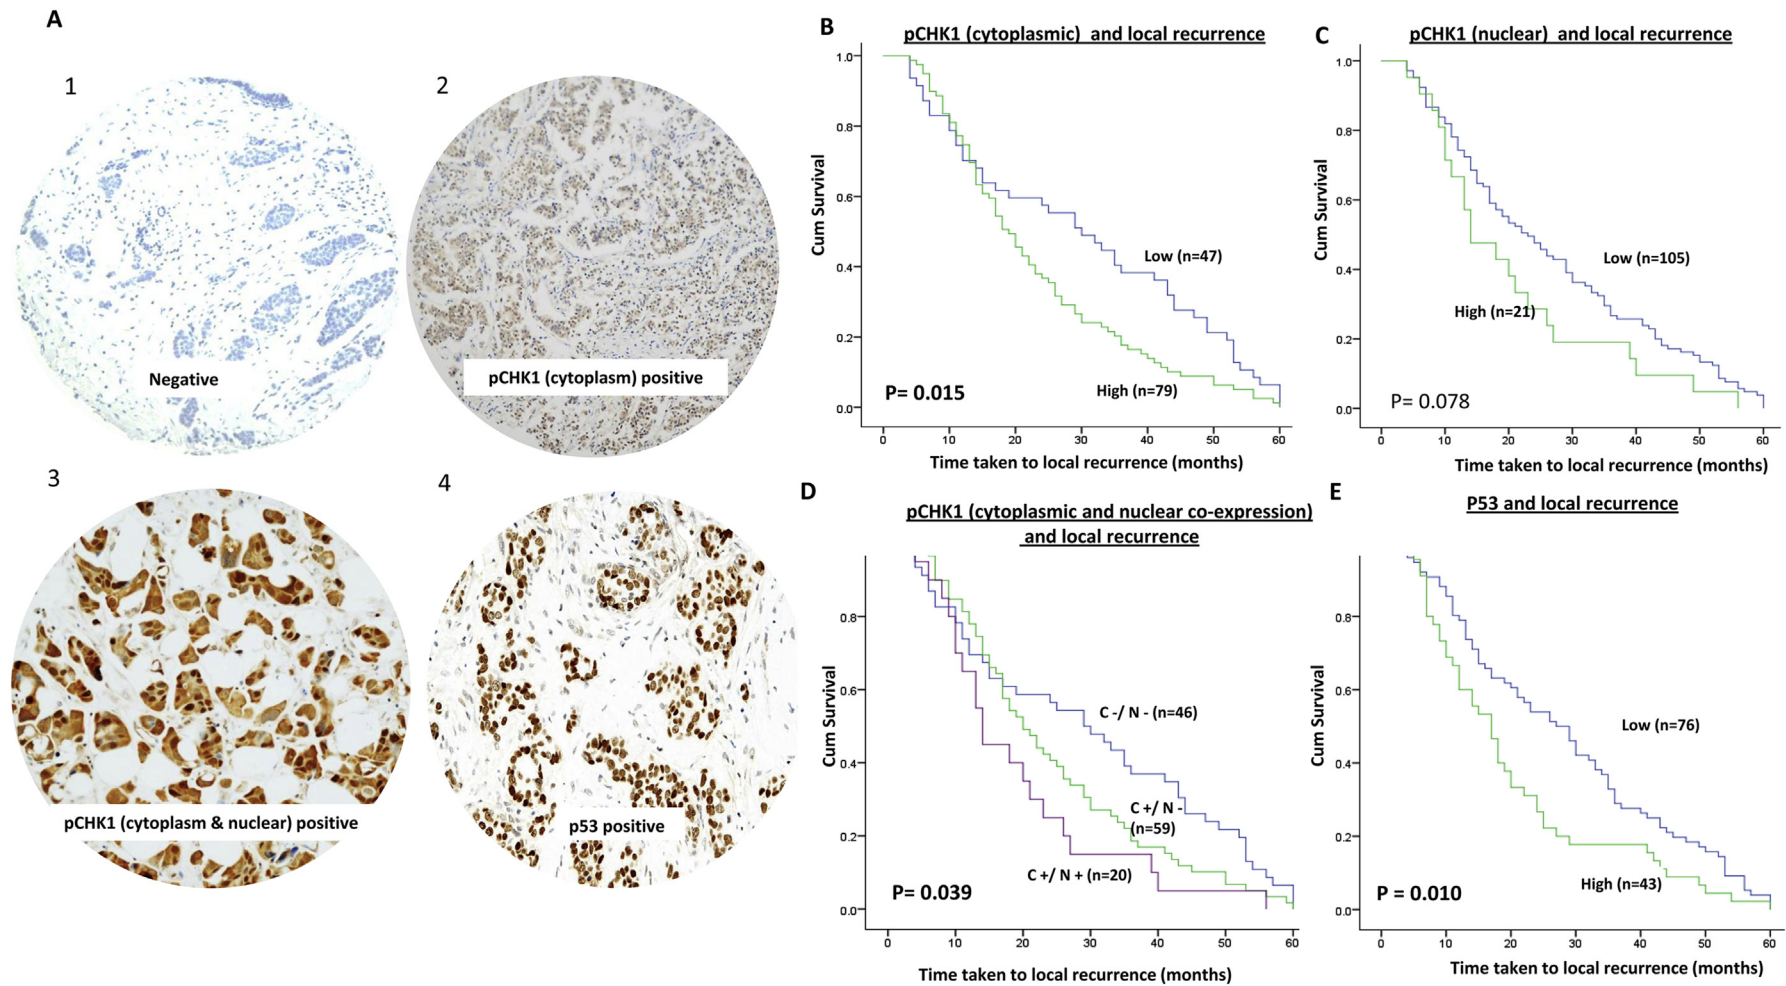 A
1
Negative
2
pCHK1 (cytoplasm) positive
3
pCHK1 (cytoplasm & nuclear) positive
4
p53 positive
B
pCHK1 (cytoplasmic) and local recurrence
Cum Survival
1.0
0.8
0.6
0.4
0.2
0.0
Low (n=47)
High (n=79)
P= 0.015
0 10 20 30 40 50 60
Time taken to local recurrence (months)
C
pCHK1 (nuclear) and local recurrence
Cum Survival
1.0
0.8
0.6
0.4
0.2
0.0
Low (n=105)
High (n=21)
P= 0.078
0 10 20 30 40 50 60
Time taken to local recurrence (months)
D
pCHK1 (cytoplasmic and nuclear co-expression)
and local recurrence
Cum Survival
0.8
0.6
0.4
0.2
0.0
C -/ N - (n=46)
C +/ N -
(n=59)
C +/ N + (n=20)
P= 0.039
0 10 20 30 40 50 60
Time taken to local recurrence (months)
E
P53 and local recurrence
Cum Survival
0.8
0.6
0.4
0.2
0.0
Low (n=76)
High (n=43)
P = 0.010
0 10 20 30 40 50 60
Time taken to local recurrence (months)